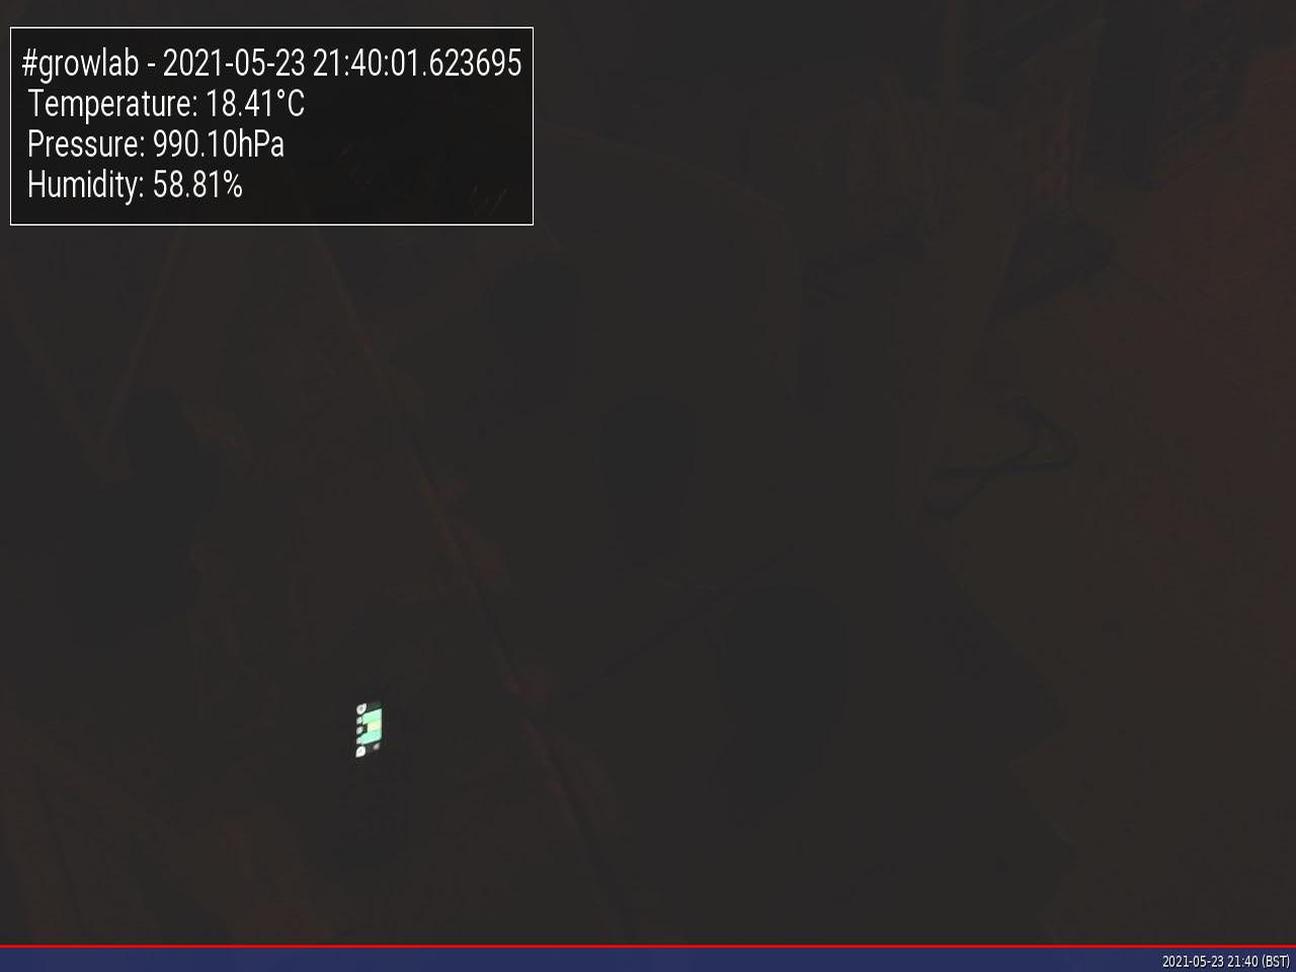 #growlab - 2021-05-23 21:40:01.623695
Temperature: 18.41°C
Pressure: 990.10hPa
Humidity: 58.81%
2021-05-23 21:40 (BST)